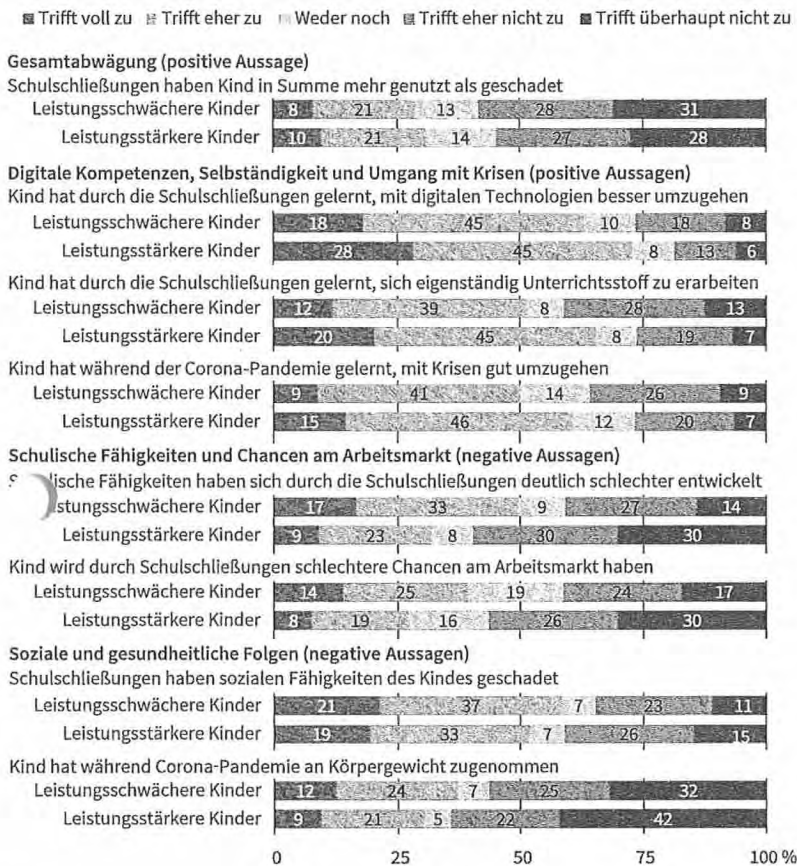 Trifft voll zu Trifft eher zu Weder noch Trifft eher nicht zu Trifft überhaupt nicht zu
Gesamtabwägung (positive Aussage)
Schulschließungen haben Kind in Summe mehr genutzt als geschadet
Leistungsschwächere Kinder 8 21 13 28 31
Leistungsstärkere Kinder 10 21 14 27 28
Digitale Kompetenzen, Selbständigkeit und Umgang mit Krisen (positive Aussagen)
Kind hat durch die Schulschließungen gelernt, mit digitalen Technologien besser umzugehen
Leistungsschwächere Kinder 18 45 10 18 8
Leistungsstärkere Kinder 28 45 8 13 6
Kind hat durch die Schulschließungen gelernt, sich eigenständig Unterrichtsstoff zu erarbeiten
Leistungsschwächere Kinder 12 39 8 28 13
Leistungsstärkere Kinder 20 45 8 19 7
Kind hat während der Corona-Pandemie gelernt, mit Krisen gut umzugehen
Leistungsschwächere Kinder 9 41 14 26 9
Leistungsstärkere Kinder 15 46 12 20 7
Schulische Fähigkeiten und Chancen am Arbeitsmarkt (negative Aussagen)
lische Fähigkeiten haben sich durch die Schulschließungen deutlich schlechter entwickelt
stungsschwächere Kinder 17 33 9 27 14
Leistungsstärkere Kinder 9 23 8 30 30
Kind wird durch Schulschließungen schlechtere Chancen am Arbeitsmarkt haben
Leistungsschwächere Kinder 14 25 19 24 17
Leistungsstärkere Kinder 8 19 16 26 30
Soziale und gesundheitliche Folgen (negative Aussagen)
Schulschließungen haben sozialen Fähigkeiten des Kindes geschadet
Leistungsschwächere Kinder 21 37 7 23 11
Leistungsstärkere Kinder 19 33 7 26 15
Kind hat während Corona-Pandemie an Körpergewicht zugenommen
Leistungsschwächere Kinder 12 24 7 25 32
Leistungsstärkere Kinder 9 21 5 22 42
0 25 50 75 100 %